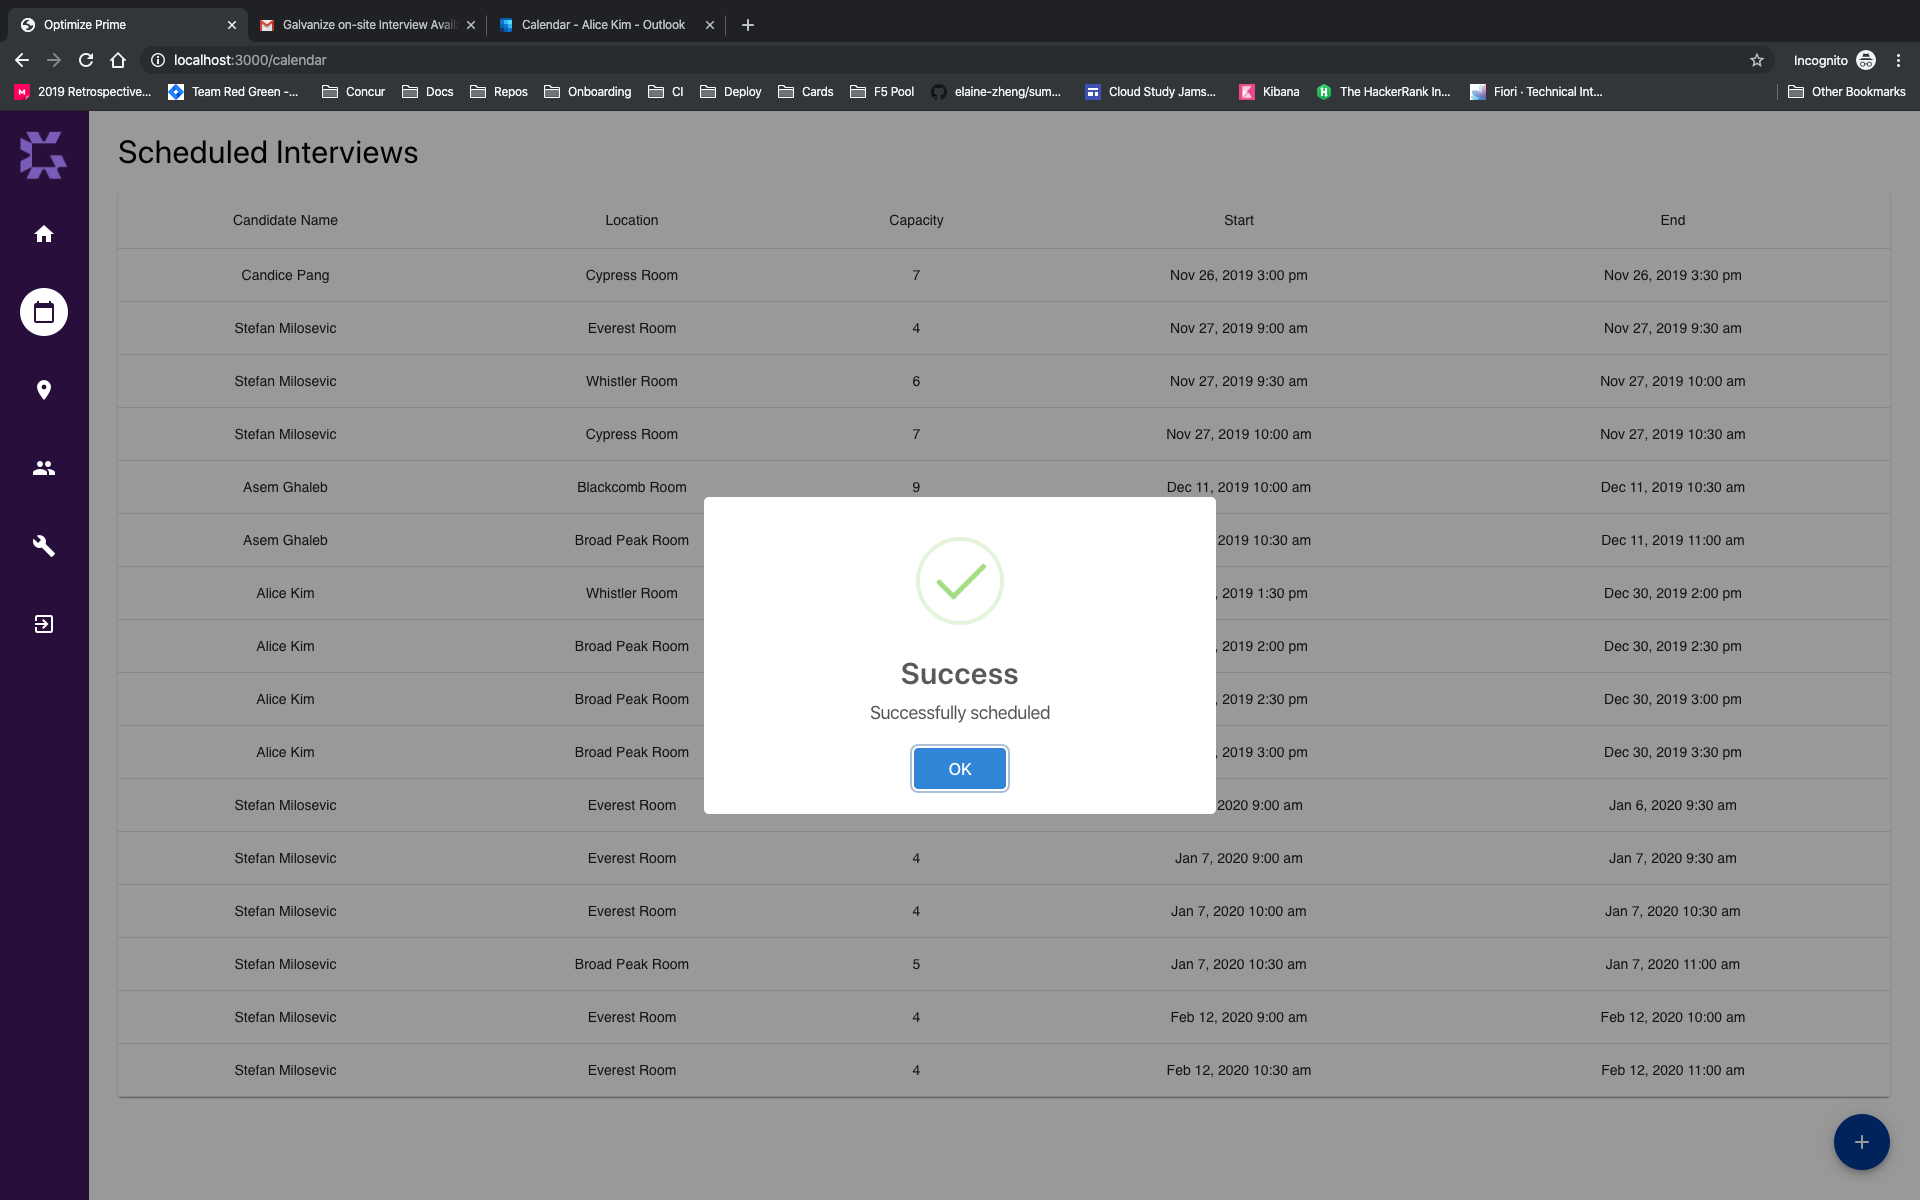 Optimize Prime
Galvanize on-site Interview Avail
Calendar - Alice Kim - Outlook
localhost:3000/calendar
Incognito
2019 Retrospective...
Team Red Green -...
Concur
Docs
Repos
Onboarding
CI
Deploy
Cards
F5 Pool
elaine-zheng/sum...
Cloud Study Jams...
Kibana
The HackerRank In...
Fiori · Technical Int...
Other Bookmarks
Scheduled Interviews
Candidate Name Location Capacity Start End
Candice Pang Cypress Room 7 Nov 26, 2019 3:00 pm Nov 26, 2019 3:30 pm
Stefan Milosevic Everest Room 4 Nov 27, 2019 9:00 am Nov 27, 2019 9:30 am
Stefan Milosevic Whistler Room 6 Nov 27, 2019 9:30 am Nov 27, 2019 10:00 am
Stefan Milosevic Cypress Room 7 Nov 27, 2019 10:00 am Nov 27, 2019 10:30 am
Asem Ghaleb Blackcomb Room 9 Dec 11, 2019 10:00 am Dec 11, 2019 10:30 am
Asem Ghaleb Broad Peak Room 2019 10:30 am Dec 11, 2019 11:00 am
Alice Kim Whistler Room , 2019 1:30 pm Dec 30, 2019 2:00 pm
Alice Kim Broad Peak Room , 2019 2:00 pm Dec 30, 2019 2:30 pm
Alice Kim Broad Peak Room , 2019 2:30 pm Dec 30, 2019 3:00 pm
Alice Kim Broad Peak Room , 2019 3:00 pm Dec 30, 2019 3:30 pm
Stefan Milosevic Everest Room 2020 9:00 am Jan 6, 2020 9:30 am
Stefan Milosevic Everest Room 4 Jan 7, 2020 9:00 am Jan 7, 2020 9:30 am
Stefan Milosevic Everest Room 4 Jan 7, 2020 10:00 am Jan 7, 2020 10:30 am
Stefan Milosevic Broad Peak Room 5 Jan 7, 2020 10:30 am Jan 7, 2020 11:00 am
Stefan Milosevic Everest Room 4 Feb 12, 2020 9:00 am Feb 12, 2020 10:00 am
Stefan Milosevic Everest Room 4 Feb 12, 2020 10:30 am Feb 12, 2020 11:00 am
Success
Successfully scheduled
OK